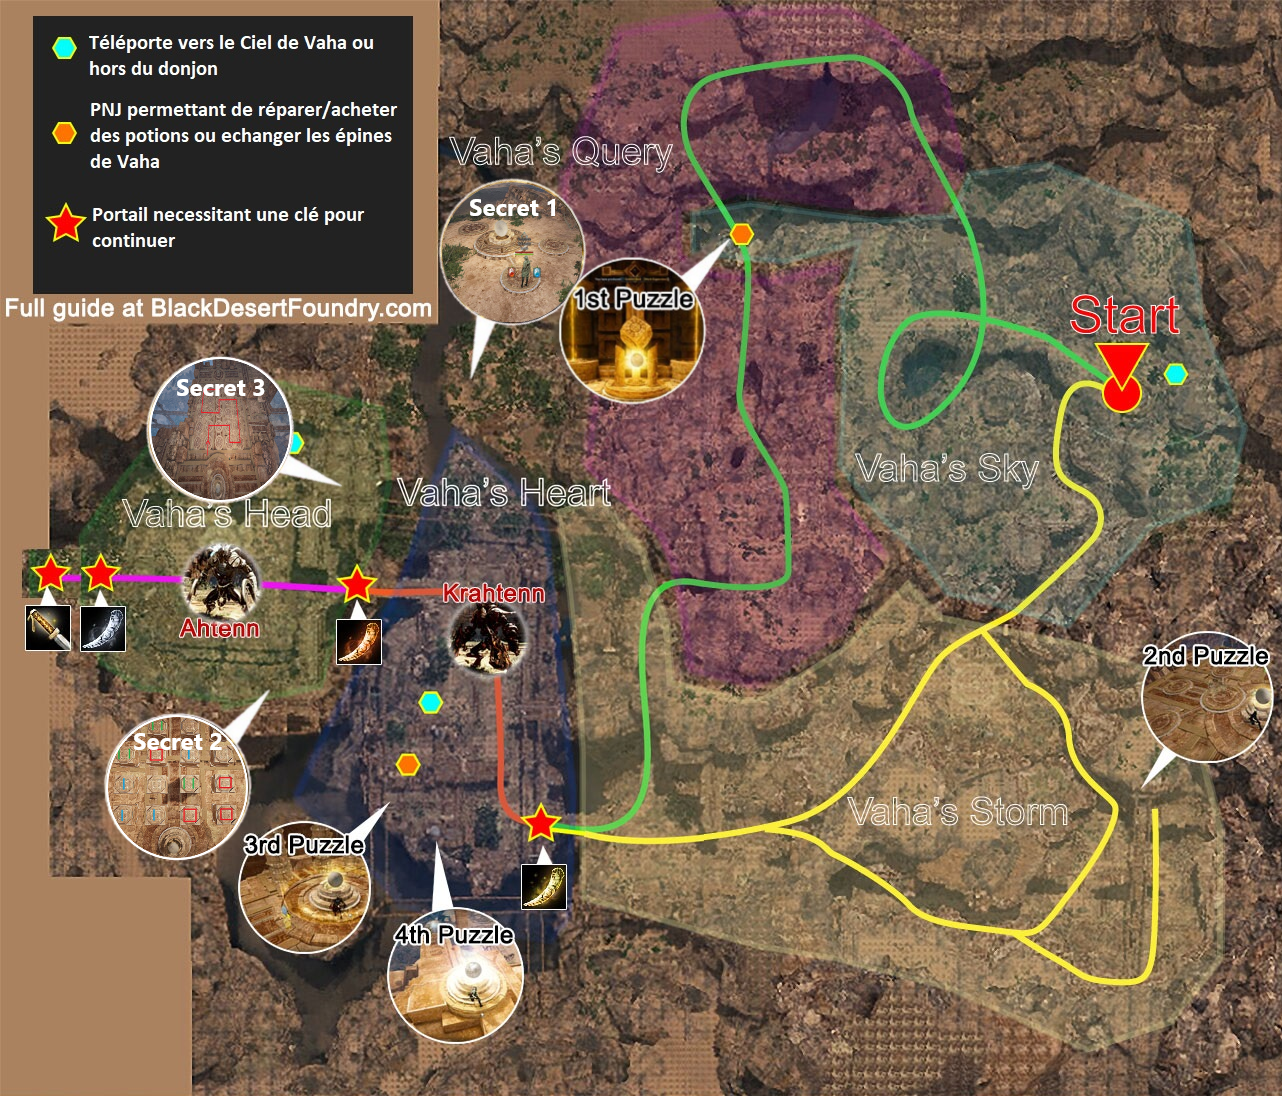 Téléporte vers le Ciel de Vaha ou
hors du donjon
PNJ permettant de réparer/acheter
des potions ou echanger les épines
de Vaha
Portail necessitant une clé pour
continuer
Full guide at BlackDesertFoundry.com
Vaha's Query
Secret 1
1st Puzzle
Start
Secret 3
Vaha's Sky
Vaha's Heart
Vaha's Head
Krahtenn
Ahtenn
2nd Puzzle
Secret 2
Vaha's Storm
3rd Puzzle
4th Puzzle